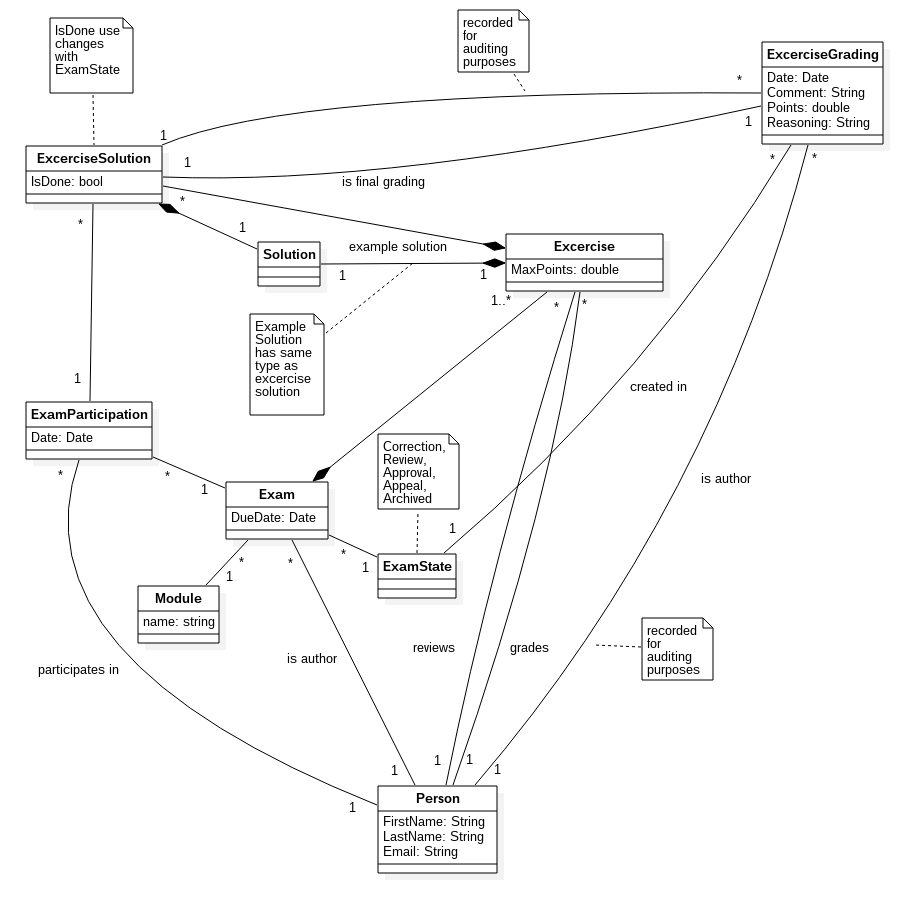 IsDone use
changes
with
ExamState
recorded
for
auditing
purposes
ExcerciseGrading
Date: Date
Comment: String
Points: double
Reasoning: String
*
1
1
1
*
*
ExcerciseSolution
IsDone: bool
is final grading
*
*
1
Solution
example solution
1
1
Excercise
MaxPoints: double
1..*
*
*
Example
Solution
has same
type as
excercise
solution
created in
1
ExamParticipation
Date: Date
Correction,
Review,
Approval,
Appeal,
Archived
is author
*
*
1
Exam
DueDate: Date
1
*
1
ExamState
*
*
1
Module
name: string
recorded
for
auditing
purposes
is author
reviews
grades
participates in
1
1
1
1
1
Person
FirstName: String
LastName: String
Email: String